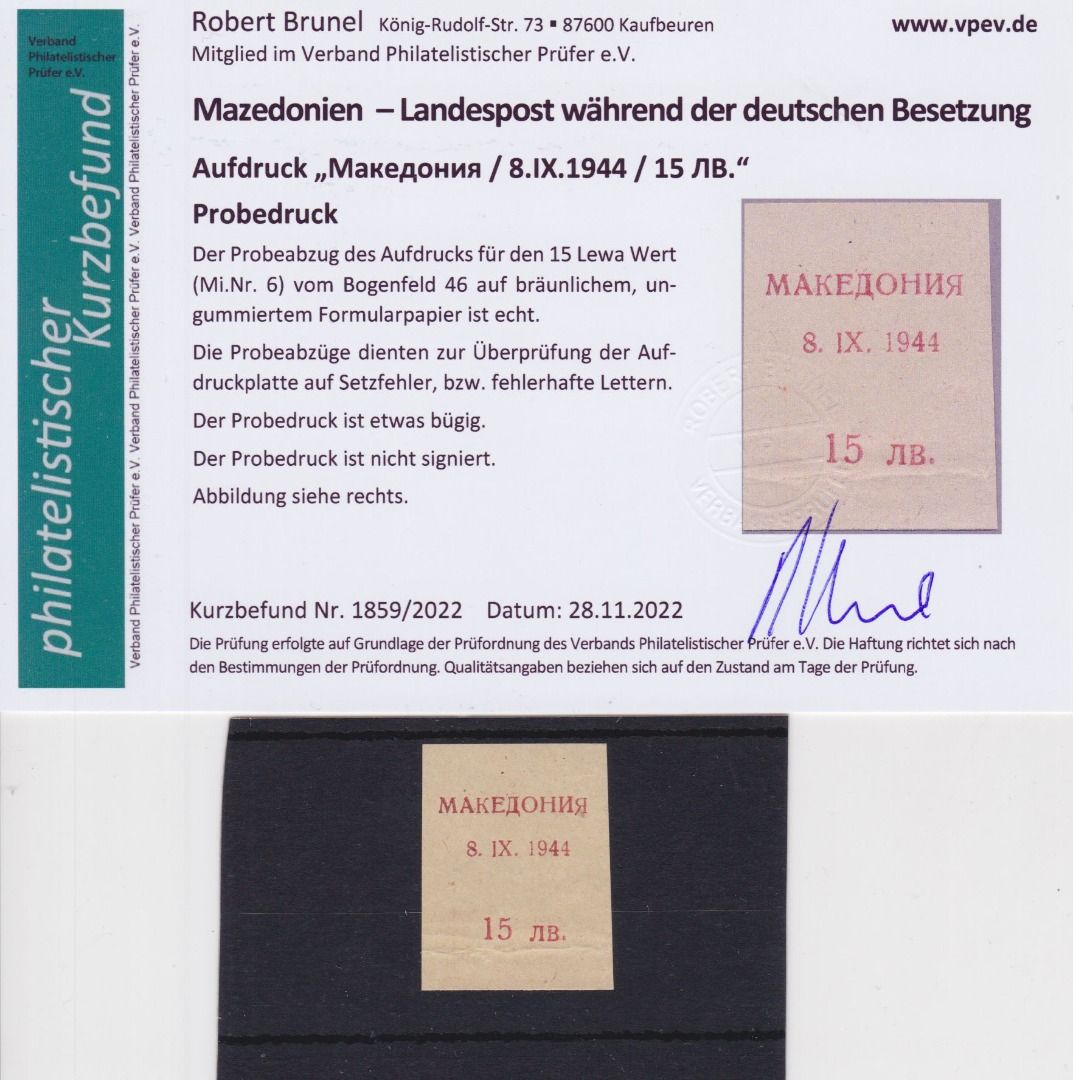 Verband
Philatelistischer
Prüfer e.V.
philatelistischer
Kurzbefund
Verband Philatelistischer Prüfer e.V. Verband Philatelistischer Prüfer e.V. Verband Philatelistischer Prüfer e.V. Verband Philatelistischer Prüfer e.V.
Robert Brunel König-Rudolf-Str. 73 ▪ 87600 Kaufbeuren
www.vpev.de
Mitglied im Verband Philatelistischer Prüfer e.V.
Mazedonien – Landespost während der deutschen Besetzung
Aufdruck „Македония / 8.IX.1944 / 15 ЛВ.“
Probedruck
Der Probeabzug des Aufdrucks für den 15 Lewa Wert
(Mi.Nr. 6) vom Bogenfeld 46 auf bräunlichem, un-
gummiertem Formularpapier ist echt.
Die Probeabzüge dienten zur Überprüfung der Auf-
druckplatte auf Setzfehler, bzw. fehlerhafte Lettern.
Der Probedruck ist etwas bügig.
Der Probedruck ist nicht signiert.
Abbildung siehe rechts.
МАКЕДОНИЯ
8. IX. 1944
15 лв.
Kurzbefund Nr. 1859/2022 Datum: 28.11.2022
Die Prüfung erfolgte auf Grundlage der Prüfordnung des Verbands Philatelistischer Prüfer e.V. Die Haftung richtet sich nach
den Bestimmungen der Prüfordnung. Qualitätsangaben beziehen sich auf den Zustand am Tage der Prüfung.
МАКЕДОНИЯ
8. IX. 1944
15 лв.